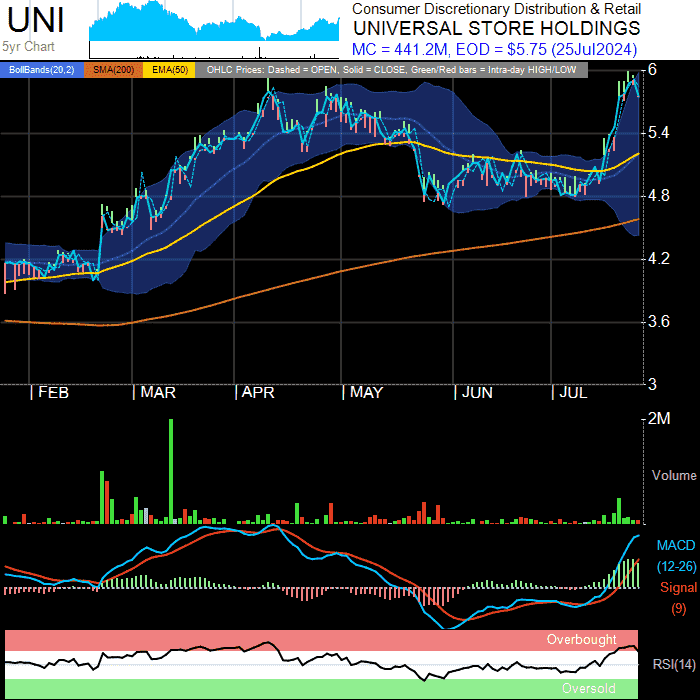 UNI
5yr Chart
Consumer Discretionary Distribution & Retail
UNIVERSAL STORE HOLDINGS
MC = 441.2M, EOD = $5.75 (25Jul2024)
BollBands(20,2) SMA(200) EMA(50) OHLC Prices: Dashed = OPEN, Solid = CLOSE, Green/Red bars = Intra-day HIGH/LOW
6
5.4
4.8
4.2
3.6
3
FEB MAR APR MAY JUN JUL
2M
Volume
MACD
(12-26)
Signal
(9)
Overbought
RSI(14)
Oversold